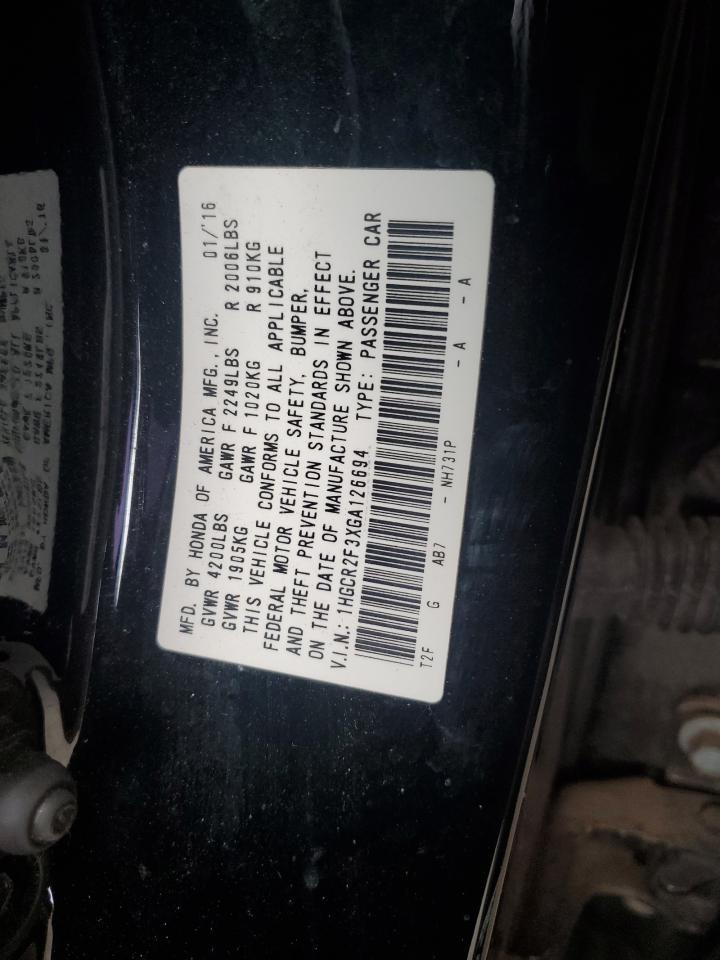 MFD. BY HONDA OF AMERICA MFG., INC. 01/'16
GVWR 4200LBS GAWR F 2249LBS R 2006LBS
GVWR 1905KG GAWR F 1020KG R 910KG
THIS VEHICLE CONFORMS TO ALL APPLICABLE
FEDERAL MOTOR VEHICLE SAFETY, BUMPER,
AND THEFT PREVENTION STANDARDS IN EFFECT
ON THE DATE OF MANUFACTURE SHOWN ABOVE.
V.I.N.: 1HGCR2F3XGA126694 TYPE: PASSENGER CAR
T2F G AB7 - NH731P - A - A